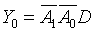 Y₀ = A̅₁A̅₀D